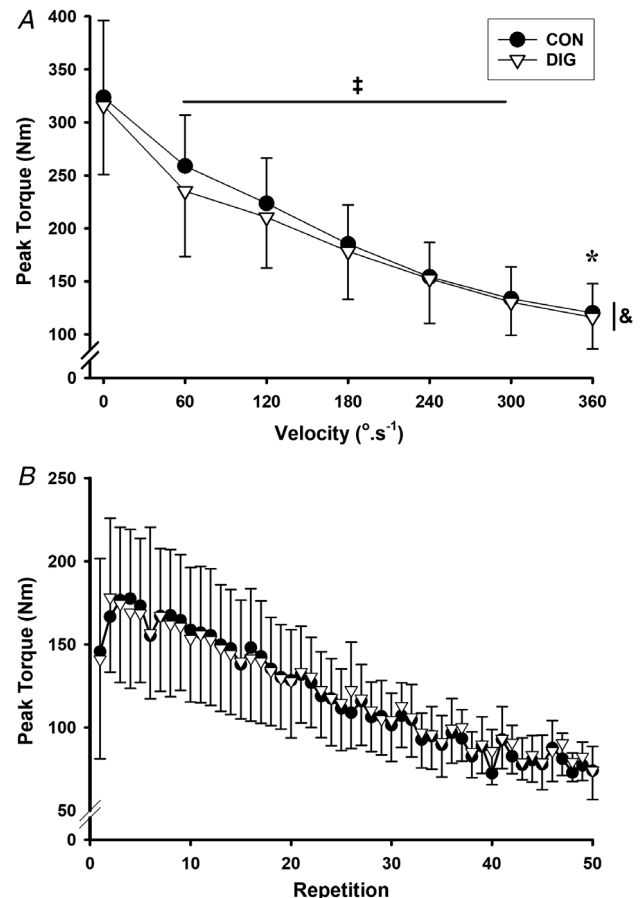 A
400
350
300
250
200
150
100
0
Peak Torque (Nm)
CON
DIG
‡
*
&
0 60 120 180 240 300 360
Velocity (°.s-1)
B
250
200
150
100
50
0
Peak Torque (Nm)
0 10 20 30 40 50
Repetition